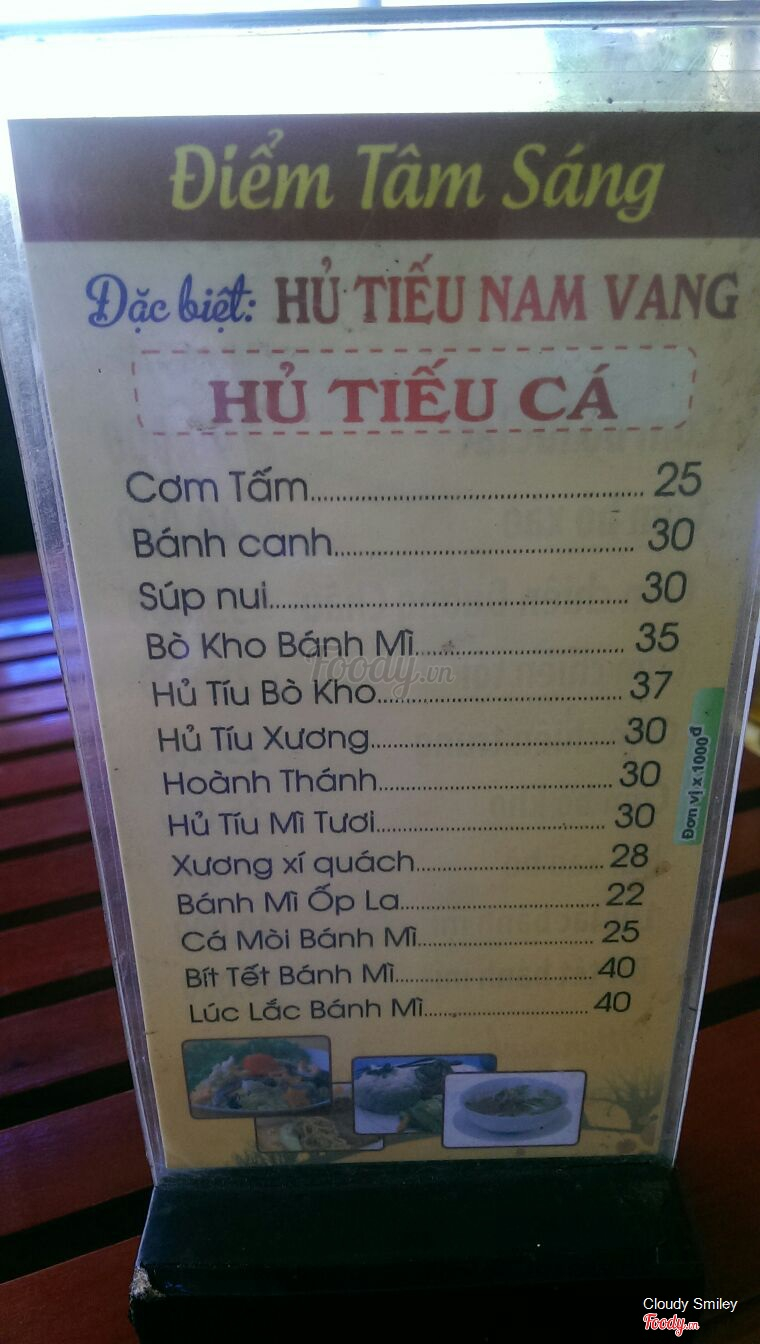 Điểm Tâm Sáng
Đặc biệt: HỦ TIẾU NAM VANG
HỦ TIẾU CÁ
Cơm Tấm........ 25
Bánh canh........ 30
Súp nui........ 30
Bò Kho Bánh Mì........ 35
Hủ Tíu Bò Kho........ 37
Hủ Tíu Xương........ 30
Hoành Thánh........ 30
Hủ Tíu Mì Tươi........ 30
Xương xí quách........ 28
Bánh Mì Ốp La........ 22
Cá Mòi Bánh Mì........ 25
Bít Tết Bánh Mì........ 40
Lúc Lắc Bánh Mì........ 40
Đơn vị x 1000đ
Foody.vn
Cloudy Smiley
Foody.vn